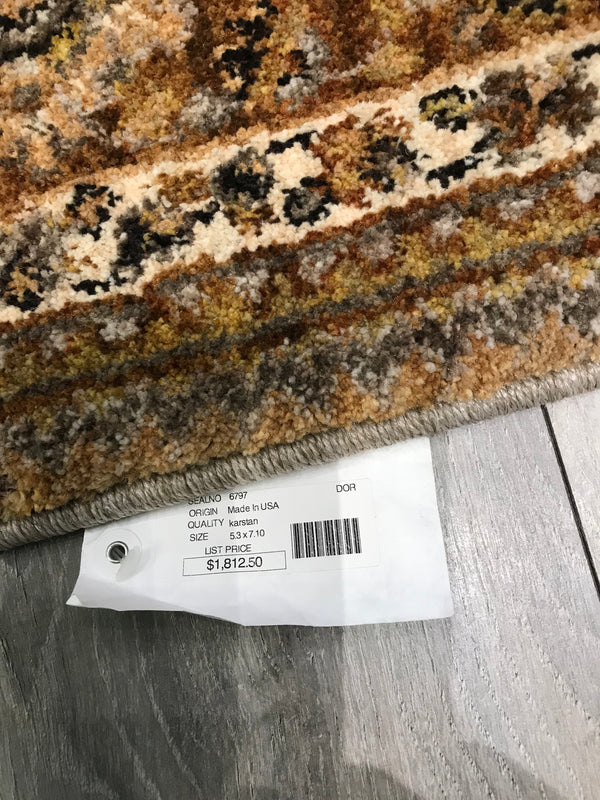 SEALNO 6797 DOR
ORIGIN Made In USA
QUALITY karstan
SIZE 5.3 x 7.10
LIST PRICE
$1,812.50